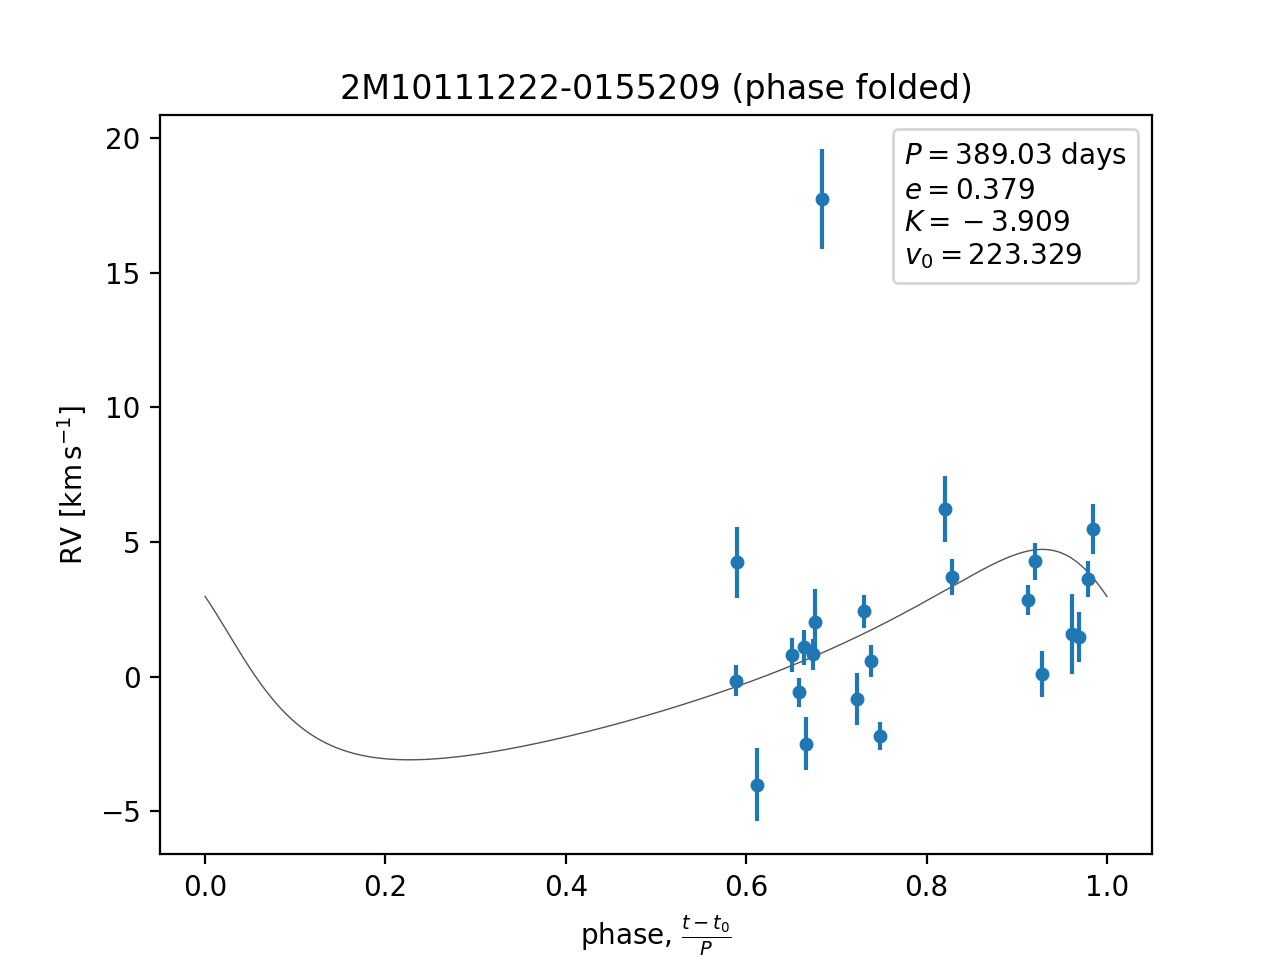 2M10111222-0155209 (phase folded)
P = 389.03 days
e = 0.379
K = −3.909
v₀ = 223.329
20
15
10
5
0
−5
RV [km s⁻¹]
0.0 0.2 0.4 0.6 0.8 1.0
phase, (t − t₀)/P